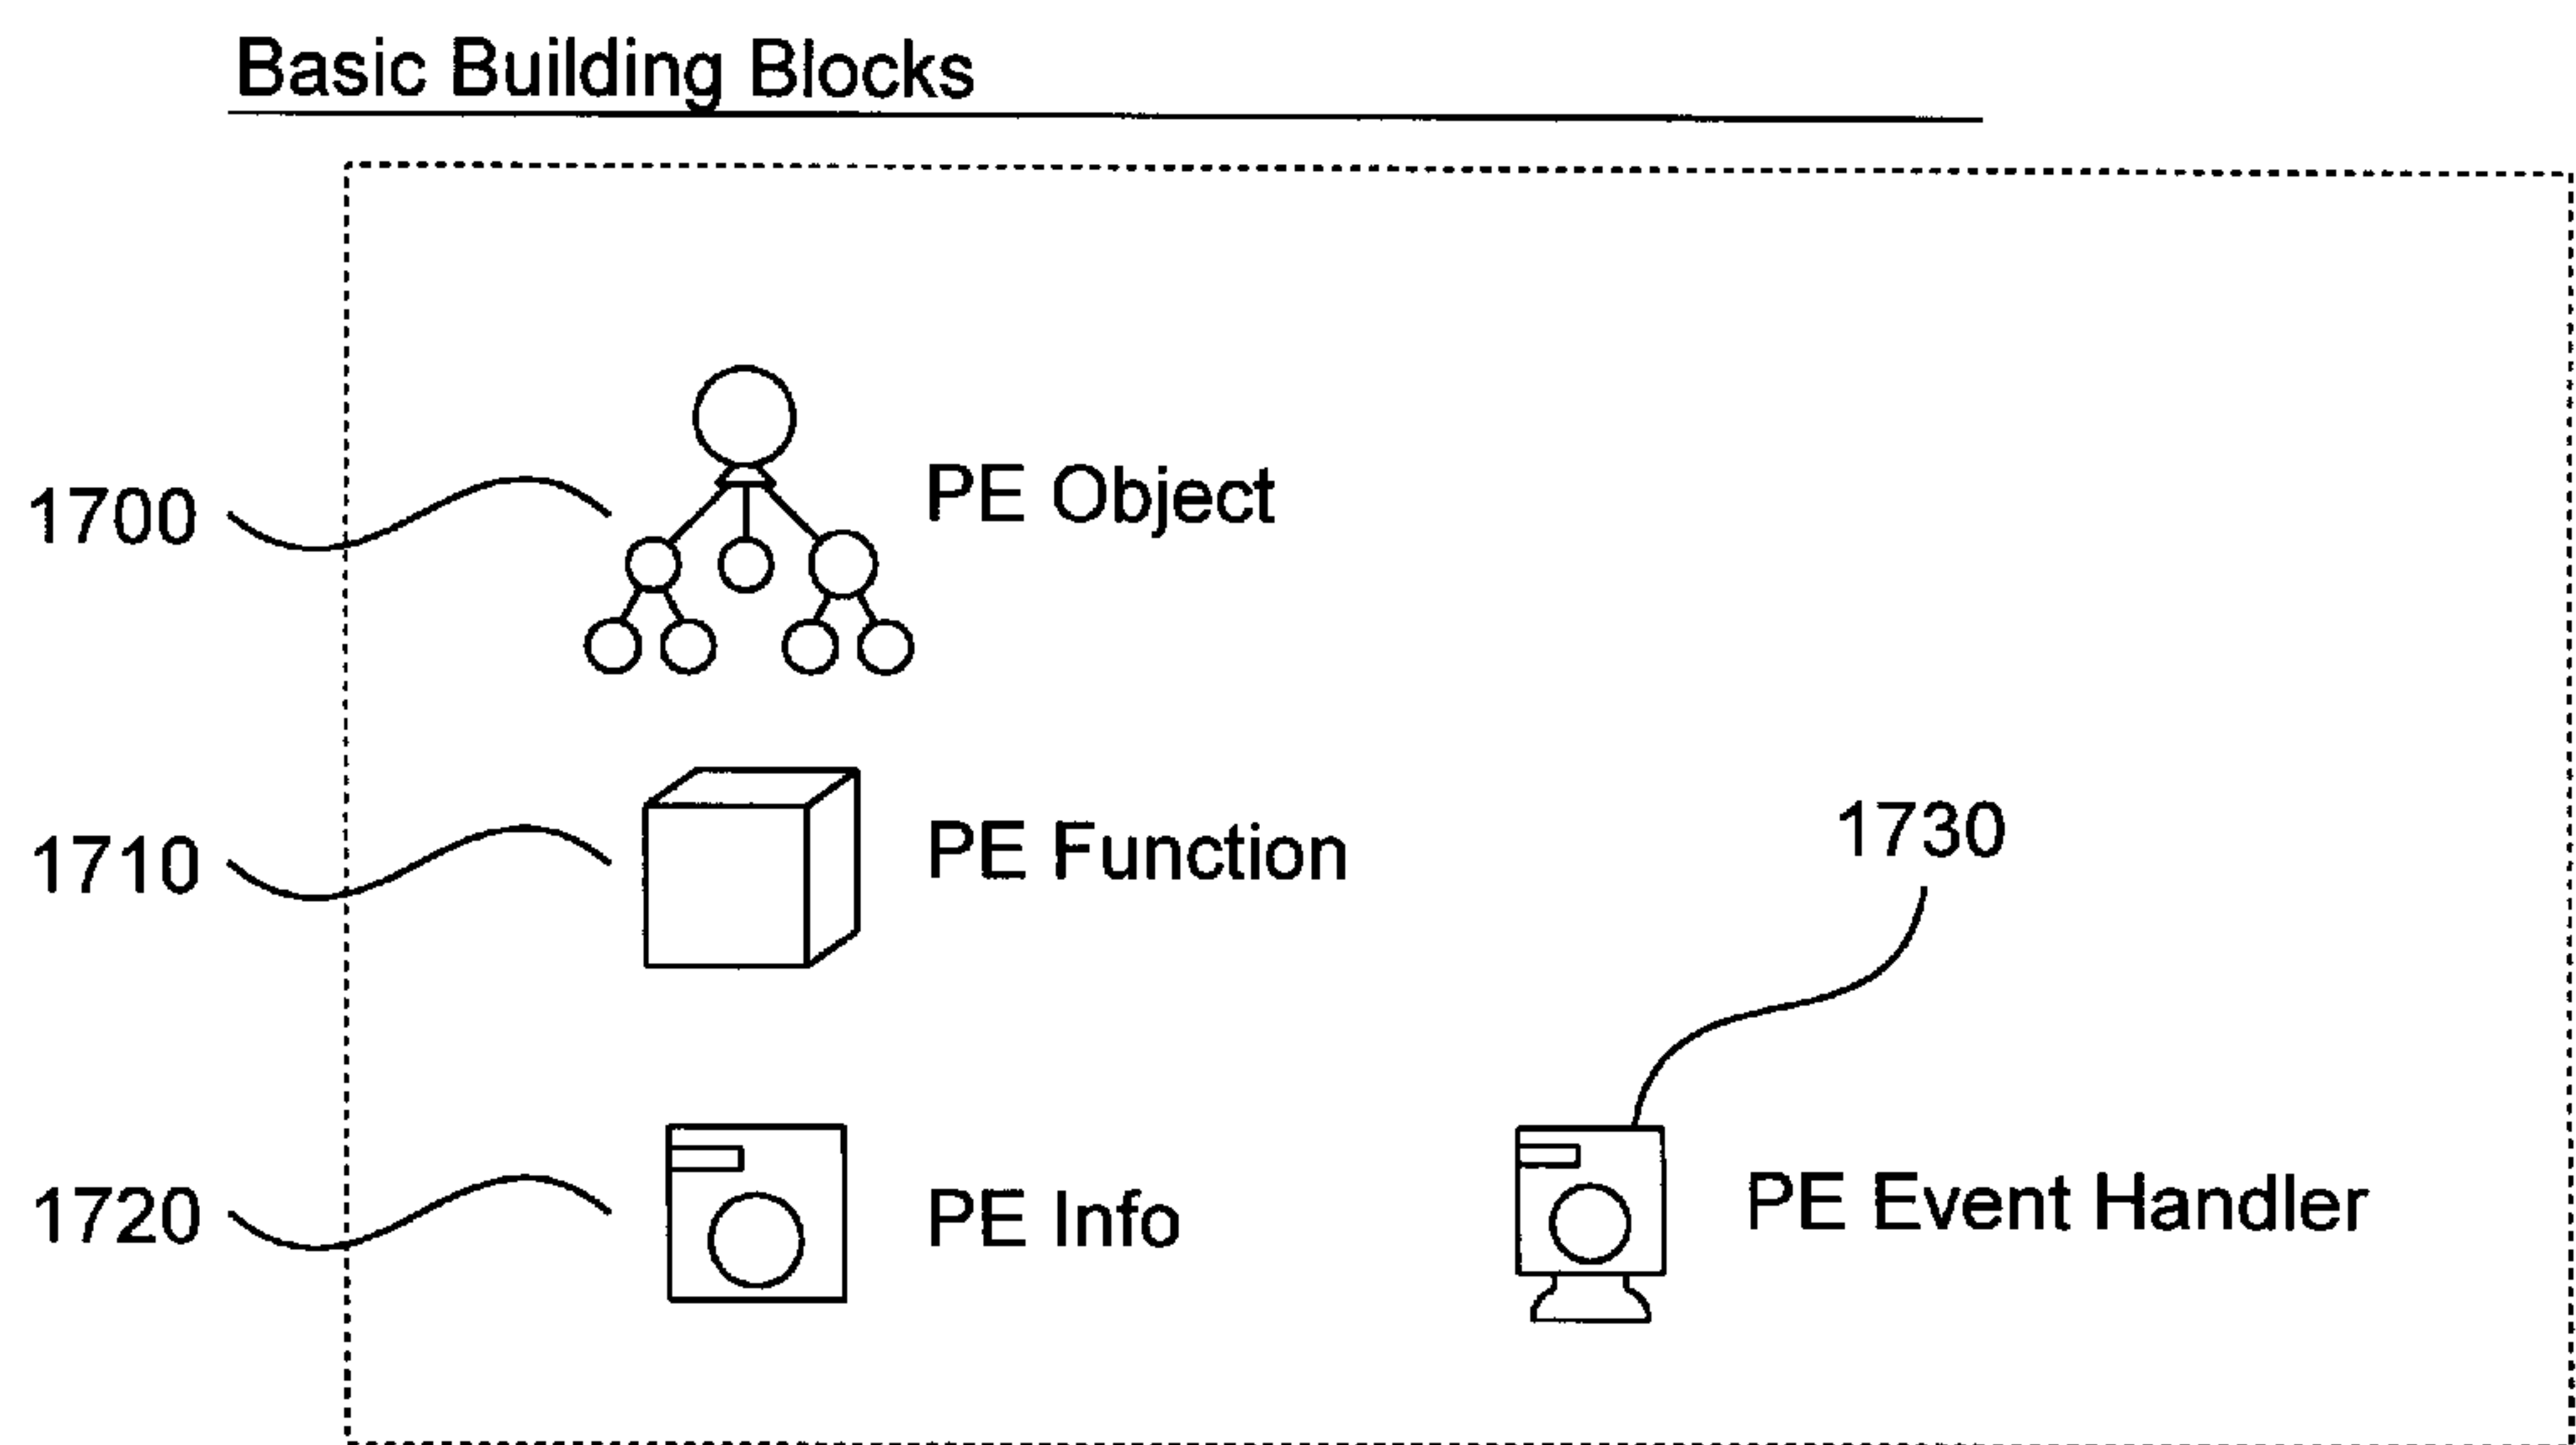 Basic Building Blocks
1700
PE Object
1710
PE Function
1730
1720
PE Info
PE Event Handler